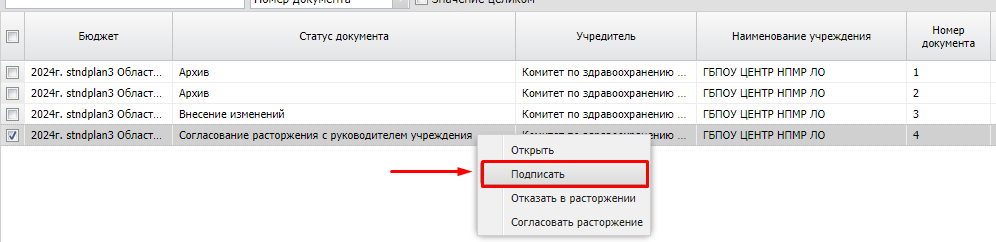 Номер документа
Значение целиком
Бюджет
Статус документа
Учредитель
Наименование учреждения
Номер
документа
2024г. stndplan3 Област...
Архив
Комитет по здравоохранению ...
ГБПОУ ЦЕНТР НПМР ЛО
1
2024г. stndplan3 Област...
Архив
Комитет по здравоохранению ...
ГБПОУ ЦЕНТР НПМР ЛО
2
2024г. stndplan3 Област...
Внесение изменений
Комитет по здравоохранению ...
ГБПОУ ЦЕНТР НПМР ЛО
3
2024г. stndplan3 Област...
Согласование расторжения с руководителем учреждения
Комитет по здравоохранению ...
ГБПОУ ЦЕНТР НПМР ЛО
4
Открыть
Подписать
Отказать в расторжении
Согласовать расторжение